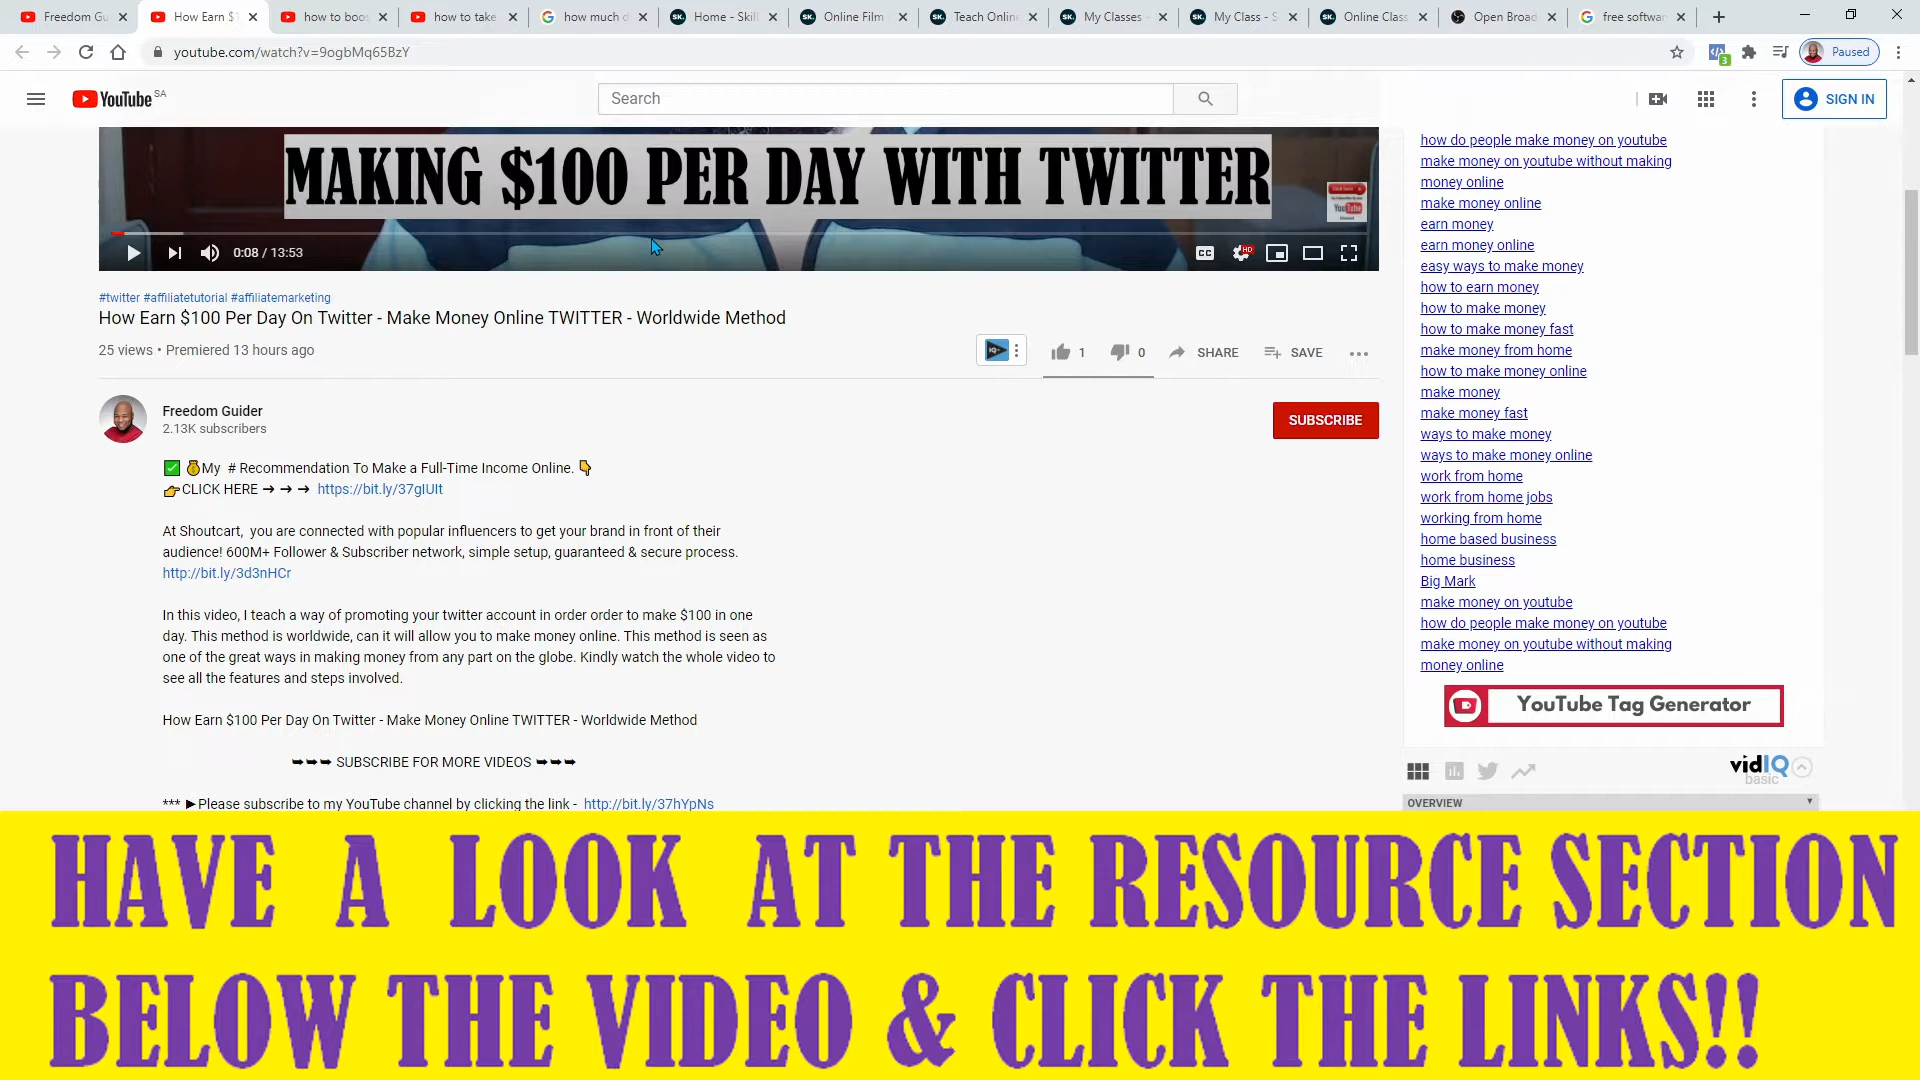 Freedom Gu
How Earn $1
how to boos
how to take
how much d
Home - Skil
Online Film
Teach Onlin
My Classes -
My Class - S
Online Class
Open Broad
free softwar
youtube.com/watch?v=9ogbMq65BzY
3
Paused
YouTube SA
Search
SIGN IN
MAKING $100 PER DAY WITH TWITTER
YouTube
0:08 / 13:53
CC
HD
#twitter #affiliatetutorial #affiliatemarketing
How Earn $100 Per Day On Twitter - Make Money Online TWITTER - Worldwide Method
25 views • Premiered 13 hours ago
1
0
SHARE
SAVE
Freedom Guider
2.13K subscribers
SUBSCRIBE
✅ 💰My # Recommendation To Make a Full-Time Income Online. 👇
👉CLICK HERE ➔ ➔ ➔ https://bit.ly/37gIUIt
At Shoutcart, you are connected with popular influencers to get your brand in front of their
audience! 600M+ Follower & Subscriber network, simple setup, guaranteed & secure process.
http://bit.ly/3d3nHCr
In this video, I teach a way of promoting your twitter account in order order to make $100 in one
day. This method is worldwide, can it will allow you to make money online. This method is seen as
one of the great ways in making money from any part on the globe. Kindly watch the whole video to
see all the features and steps involved.
How Earn $100 Per Day On Twitter - Make Money Online TWITTER - Worldwide Method
➥➥➥ SUBSCRIBE FOR MORE VIDEOS ➥➥➥
*** ►Please subscribe to my YouTube channel by clicking the link - http://bit.ly/37hYpNs
how do people make money on youtube
make money on youtube without making
money online
make money online
earn money
earn money online
easy ways to make money
how to earn money
how to make money
how to make money fast
make money from home
how to make money online
make money
make money fast
ways to make money
ways to make money online
work from home
work from home jobs
working from home
home based business
home business
Big Mark
make money on youtube
how do people make money on youtube
make money on youtube without making
money online
YouTube Tag Generator
vidIQ
basic
OVERVIEW
HAVE A LOOK AT THE RESOURCE SECTION
BELOW THE VIDEO & CLICK THE LINKS!!